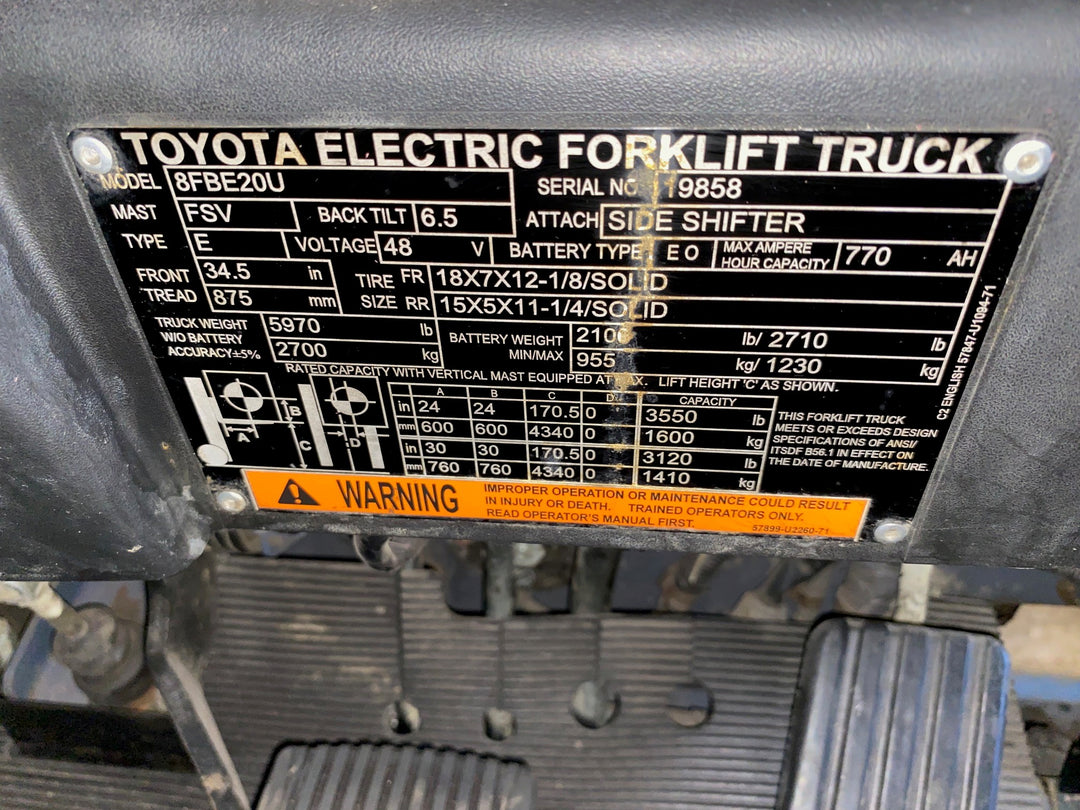 TOYOTA ELECTRIC FORKLIFT TRUCK
MODEL 8FBE20U SERIAL NO 9858
MAST FSV BACK TILT 6.5 ATTACH SIDE SHIFTER
TYPE E VOLTAGE 48 V BATTERY TYPE E O MAX AMPERE HOUR CAPACITY 770 AH
FRONT TREAD 34.5 in TIRE SIZE FR 18X7X12-1/8/SOLID
875 mm RR 15X5X11-1/4/SOLID
TRUCK WEIGHT W/O BATTERY ACCURACY±5% 5970 lb BATTERY WEIGHT MIN/MAX lb/ 2710 lb
2700 kg 955 kg/ 1230 kg
RATED CAPACITY WITH VERTICAL MAST EQUIPPED AT MAX. LIFT HEIGHT 'C' AS SHOWN.
A B C D CAPACITY
in 24 24 170.5 0 3550 lb
mm 600 600 4340 0 1600 kg
in 30 30 170.5 0 3120 lb
mm 760 760 4340 0 1410 kg
A B C D
THIS FORKLIFT TRUCK
MEETS OR EXCEEDS DESIGN
SPECIFICATIONS OF ANSI/
ITSDF B56.1 IN EFFECT ON
THE DATE OF MANUFACTURE.
C2 ENGLISH 57847-U1094-71
WARNING
IMPROPER OPERATION OR MAINTENANCE COULD RESULT
IN INJURY OR DEATH. TRAINED OPERATORS ONLY.
READ OPERATOR'S MANUAL FIRST.
57899-U2260-71